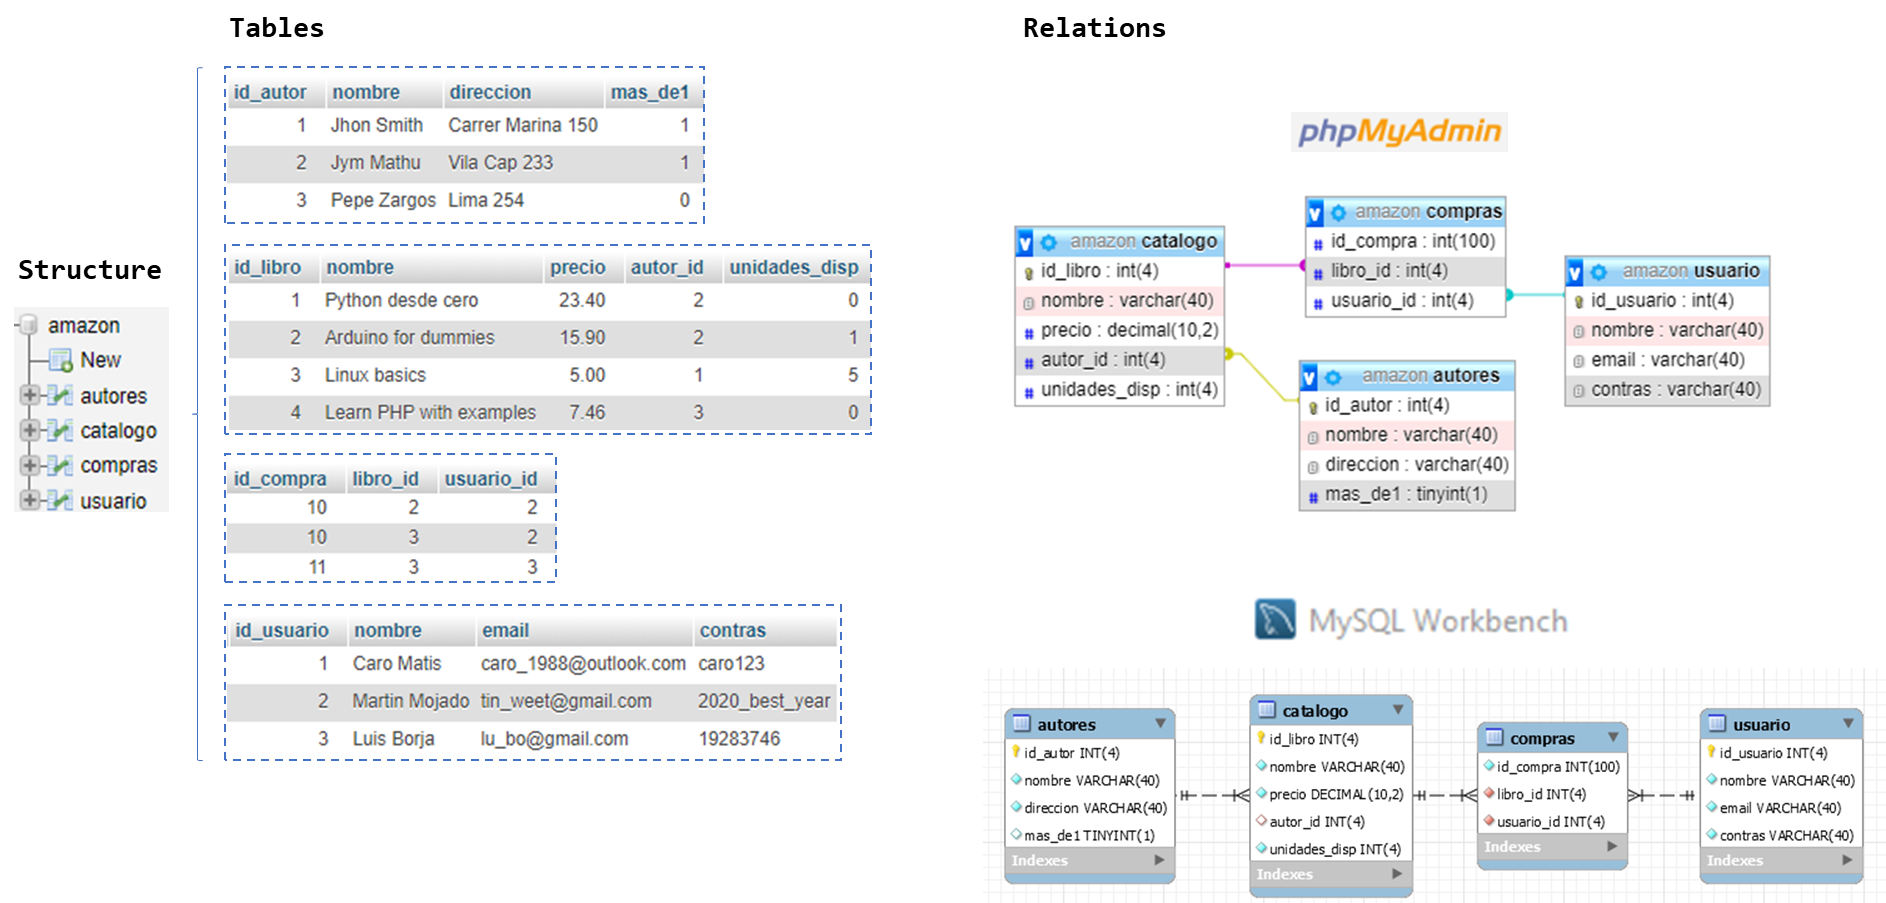 Tables
Relations
Structure
amazon
New
autores
catalogo
compras
usuario
id_autor nombre direccion mas_de1
1 Jhon Smith Carrer Marina 150 1
2 Jym Mathu Vila Cap 233 1
3 Pepe Zargos Lima 254 0
id_libro nombre precio autor_id unidades_disp
1 Python desde cero 23.40 2 0
2 Arduino for dummies 15.90 2 1
3 Linux basics 5.00 1 5
4 Learn PHP with examples 7.46 3 0
id_compra libro_id usuario_id
10 2 2
10 3 2
11 3 3
id_usuario nombre email contras
1 Caro Matis caro_1988@outlook.com caro123
2 Martin Mojado tin_weet@gmail.com 2020_best_year
3 Luis Borja lu_bo@gmail.com 19283746
phpMyAdmin
v amazon catalogo
id_libro : int(4)
nombre : varchar(40)
# precio : decimal(10,2)
# autor_id : int(4)
# unidades_disp : int(4)
v amazon compras
# id_compra : int(100)
# libro_id : int(4)
# usuario_id : int(4)
v amazon usuario
id_usuario : int(4)
nombre : varchar(40)
email : varchar(40)
contras : varchar(40)
v amazon autores
id_autor : int(4)
nombre : varchar(40)
direccion : varchar(40)
# mas_de1 : tinyint(1)
MySQL Workbench
autores
id_autor INT(4)
nombre VARCHAR(40)
direccion VARCHAR(40)
mas_de1 TINYINT(1)
Indexes
catalogo
id_libro INT(4)
nombre VARCHAR(40)
precio DECIMAL(10,2)
autor_id INT(4)
unidades_disp INT(4)
Indexes
compras
id_compra INT(100)
libro_id INT(4)
usuario_id INT(4)
Indexes
usuario
id_usuario INT(4)
nombre VARCHAR(40)
email VARCHAR(40)
contras VARCHAR(40)
Indexes